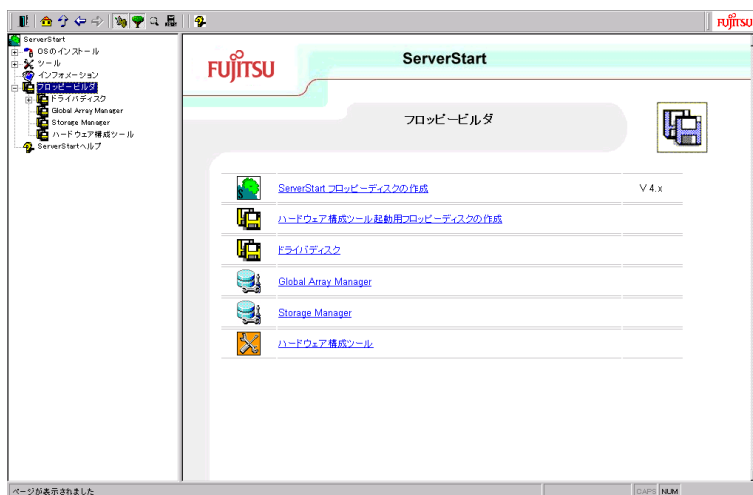 FUJITSU
ServerStart
OSのインストール
ツール
インフォメーション
フロッピービルダ
ドライバディスク
Global Array Manager
Storage Manager
ハードウェア構成ツール
ServerStartヘルプ
FUJITSU
ServerStart
フロッピービルダ
ServerStart フロッピーディスクの作成 V 4.x
ハードウェア構成ツール起動用フロッピーディスクの作成
ドライバディスク
Global Array Manager
Storage Manager
ハードウェア構成ツール
ページが表示されました
CAPS NUM